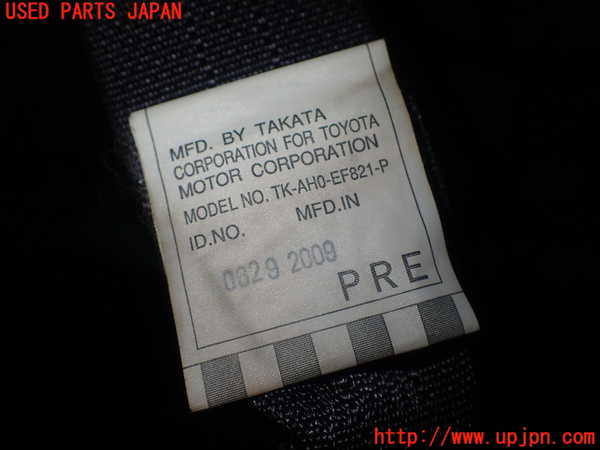 USED PARTS JAPAN
MFD. BY TAKATA
CORPORATION FOR TOYOTA
MOTOR CORPORATION
MODEL NO. TK-AH0-EF821-P
ID.NO. MFD.IN
0629 2009
PRE
http://www.upjpn.com/